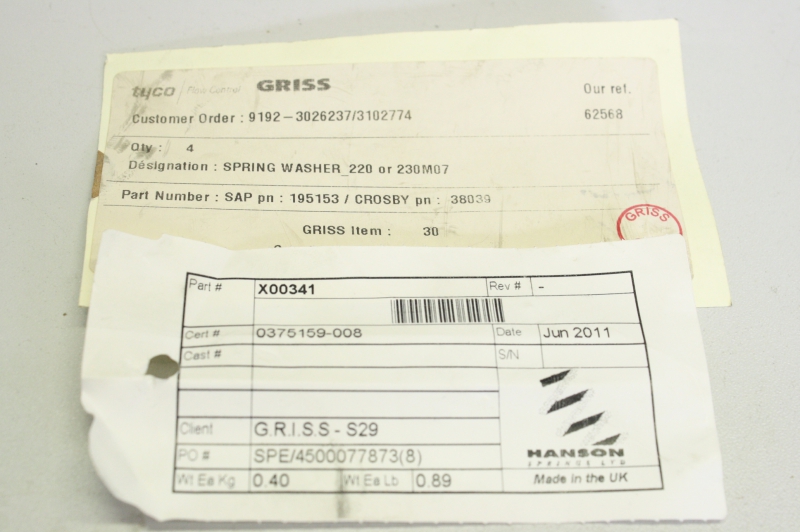 tyco Flow Control GRISS Our ref.
Customer Order : 9192-3026237/3102774 62568
Qty : 4
Désignation : SPRING WASHER_220 or 230M07
Part Number : SAP pn : 195153 / CROSBY pn : 38039
GRISS Item : 30
GRISS
Part # X00341 Rev # -
Cert # 0375159-008 Date Jun 2011
Cast # S/N
Client G.R.I.S.S - S29
PO # SPE/4500077873(8)
HANSON
SPRINGS LTD
Wt Ea Kg 0.40 Wt Ea Lb 0.89 Made in the UK